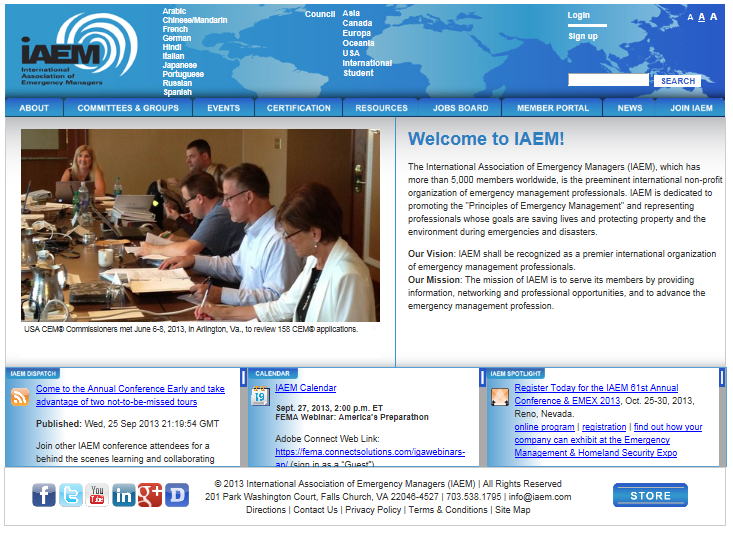 iAEM
International
Association of
Emergency Managers
Arabic
Chinese/Mandarin
French
German
Hindi
Italian
Japanese
Portuguese
Russian
Spanish
Council
Asia
Canada
Europa
Oceania
USA
International
Student
Login
Sign up
A A A
SEARCH
ABOUT COMMITTEES & GROUPS EVENTS CERTIFICATION RESOURCES JOBS BOARD MEMBER PORTAL NEWS JOIN IAEM
USA CEM® Commissioners met June 6-8, 2013, in Arlington, Va., to review 158 CEM® applications.
Welcome to IAEM!
The International Association of Emergency Managers (IAEM), which has
more than 5,000 members worldwide, is the preeminent international non-profit
organization of emergency management professionals. IAEM is dedicated to
promoting the "Principles of Emergency Management" and representing
professionals whose goals are saving lives and protecting property and the
environment during emergencies and disasters.
Our Vision: IAEM shall be recognized as a premier international organization
of emergency management professionals.
Our Mission: The mission of IAEM is to serve its members by providing
information, networking and professional opportunities, and to advance the
emergency management profession.
IAEM DISPATCH
Come to the Annual Conference Early and take
advantage of two not-to-be-missed tours
Published: Wed, 25 Sep 2013 21:19:54 GMT
Join other IAEM conference attendees for a
behind the scenes learning and collaborating
CALENDAR
19
IAEM Calendar
Sept. 27, 2013, 2:00 p.m. ET
FEMA Webinar: America's Preparathon
Adobe Connect Web Link:
https://fema.connectsolutions.com/igawebinars-
an/ (sign in as a "Guest")
IAEM SPOTLIGHT
Register Today for the IAEM 61st Annual
Conference & EMEX 2013, Oct. 25-30, 2013,
Reno, Nevada.
online program | registration | find out how your
company can exhibit at the Emergency
Management & Homeland Security Expo
f t You Tube in g+ D
© 2013 International Association of Emergency Managers (IAEM) | All Rights Reserved
201 Park Washington Court, Falls Church, VA 22046-4527 | 703.538.1795 | info@iaem.com
Directions | Contact Us | Privacy Policy | Terms & Conditions | Site Map
STORE